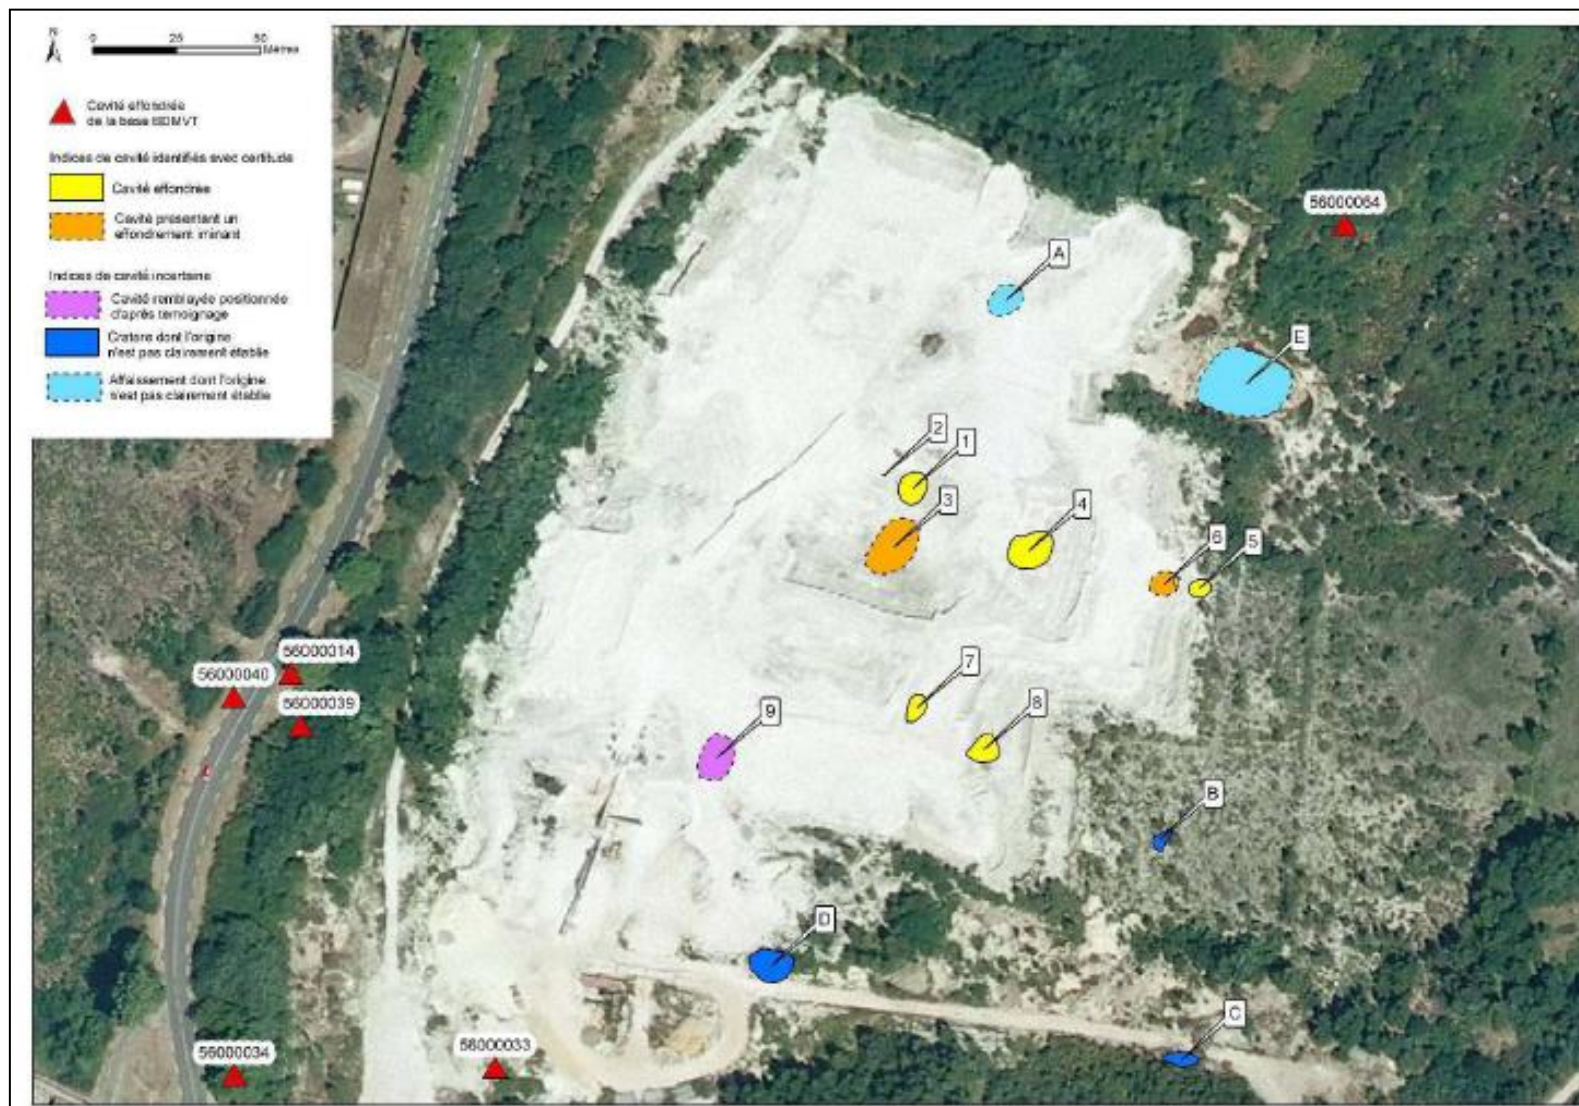 N
0 25 50
Mètres
Cavité effondrée
de la base BDMVT
Indices de cavité identifiés avec certitude
Cavité effondrée
Cavité présentant un
effondrement iminant
Indices de cavité incertaine
Cavité remblayée positionnée
d'après témoignage
Cratère dont l'origine
n'est pas clairement établie
Affaissement dont l'origine
n'est pas clairement établie
56000064
A
E
2
1
3
4
6
5
56000014
56000040
56000039
7
8
9
B
D
C
56000034
56000033